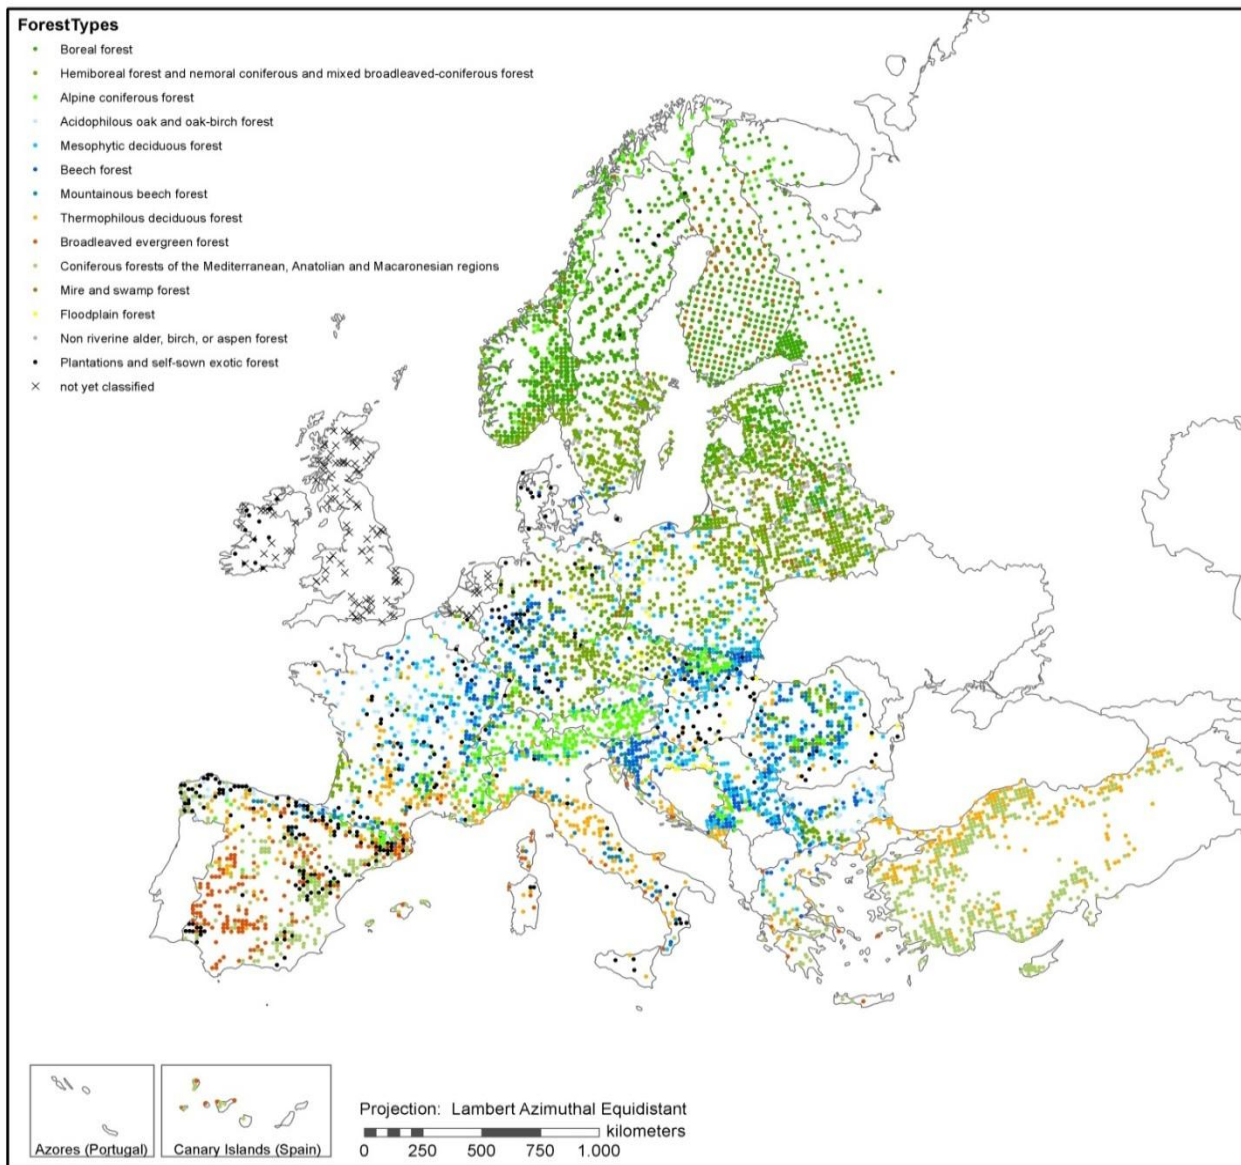 ForestTypes
Boreal forest
Hemiboreal forest and nemoral coniferous and mixed broadleaved-coniferous forest
Alpine coniferous forest
Acidophilous oak and oak-birch forest
Mesophytic deciduous forest
Beech forest
Mountainous beech forest
Thermophilous deciduous forest
Broadleaved evergreen forest
Coniferous forests of the Mediterranean, Anatolian and Macaronesian regions
Mire and swamp forest
Floodplain forest
Non riverine alder, birch, or aspen forest
Plantations and self-sown exotic forest
not yet classified
Azores (Portugal)
Canary Islands (Spain)
Projection: Lambert Azimuthal Equidistant
kilometers
0 250 500 750 1.000